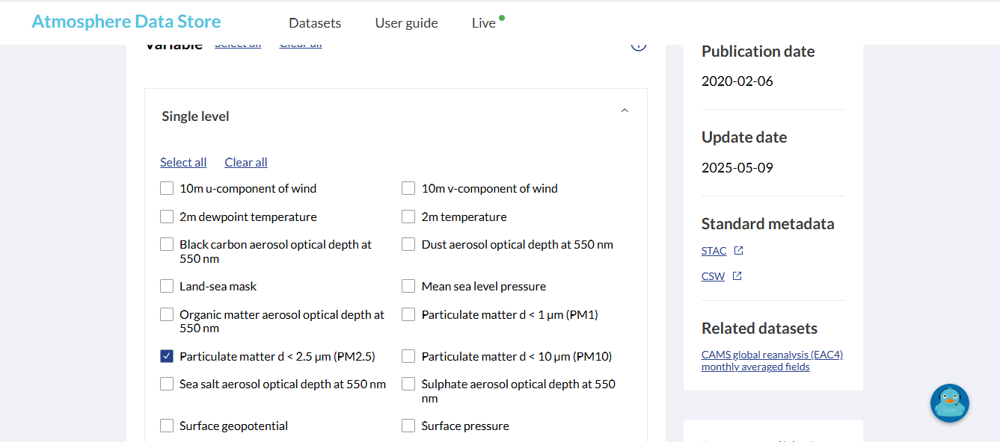 Atmosphere Data Store
Datasets
User guide
Live
Variable
Select all
Clear all
Single level
Select all
Clear all
10m u-component of wind
10m v-component of wind
2m dewpoint temperature
2m temperature
Black carbon aerosol optical depth at
550 nm
Dust aerosol optical depth at 550 nm
Land-sea mask
Mean sea level pressure
Organic matter aerosol optical depth at
550 nm
Particulate matter d < 1 µm (PM1)
Particulate matter d < 2.5 µm (PM2.5)
Particulate matter d < 10 µm (PM10)
Sea salt aerosol optical depth at 550 nm
Sulphate aerosol optical depth at 550
nm
Surface geopotential
Surface pressure
Publication date
2020-02-06
Update date
2025-05-09
Standard metadata
STAC
CSW
Related datasets
CAMS global reanalysis (EAC4)
monthly averaged fields